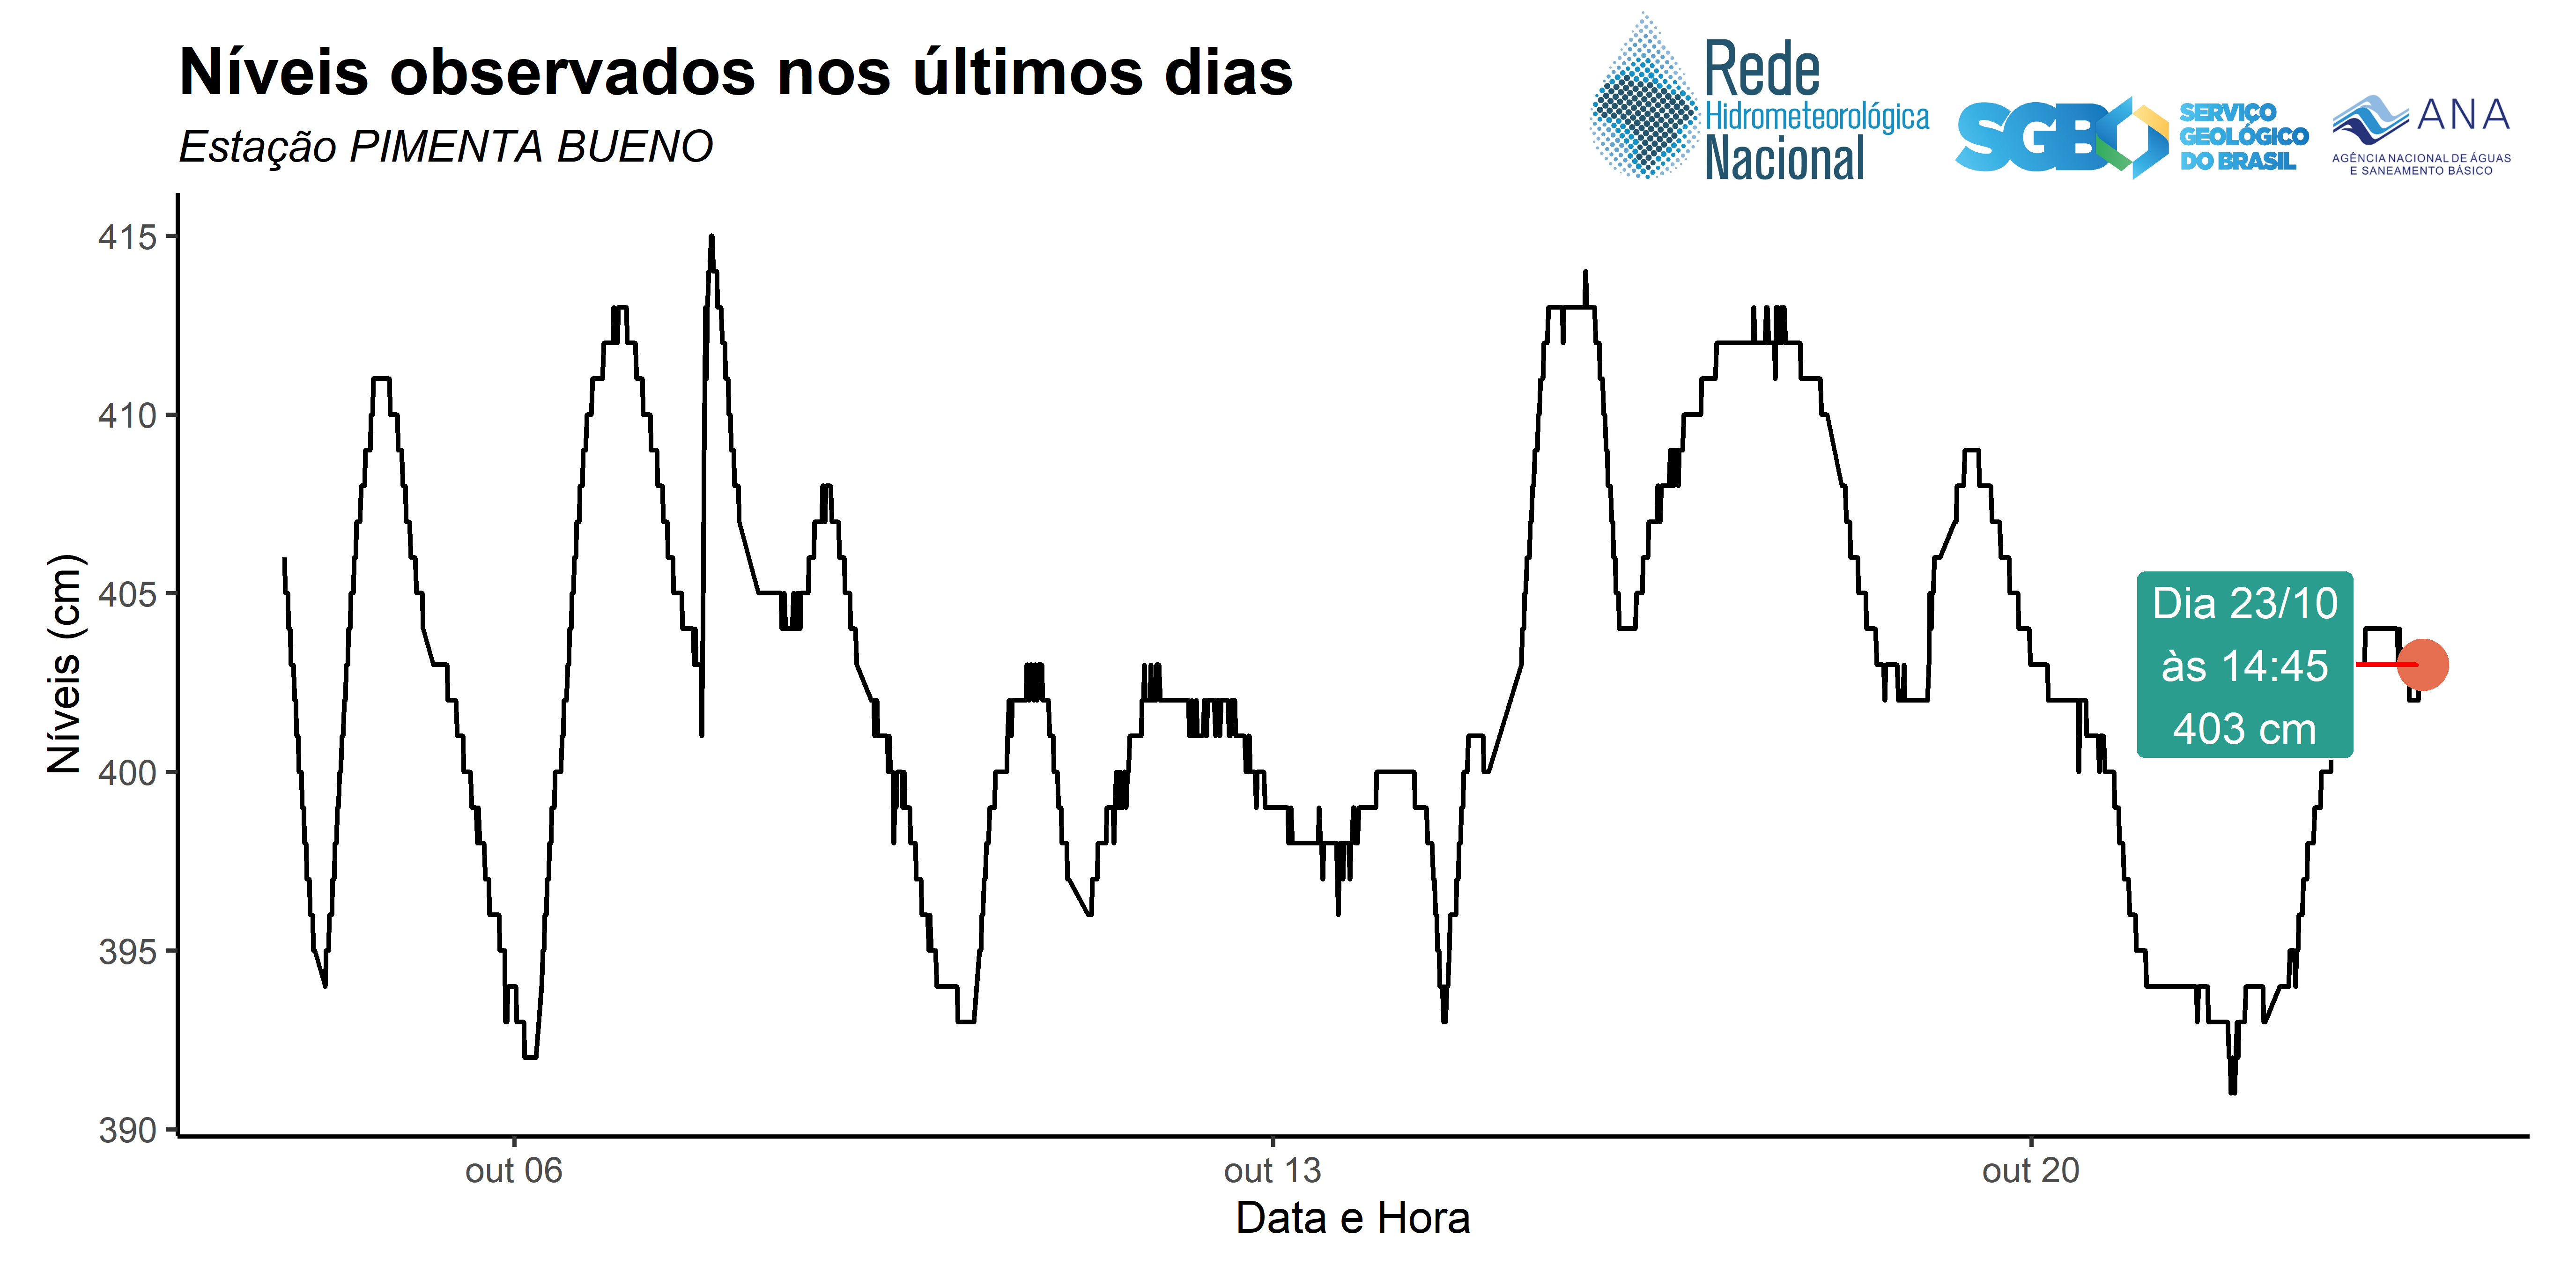 Níveis observados nos últimos dias
Estação PIMENTA BUENO
Rede
Hidrometeorológica
Nacional
SGB
SERVIÇO
GEOLÓGICO
DO BRASIL
ANA
AGÊNCIA NACIONAL DE ÁGUAS
E SANEAMENTO BÁSICO
Níveis (cm)
415
410
405
400
395
390
Dia 23/10
às 14:45
403 cm
out 06
out 13
out 20
Data e Hora